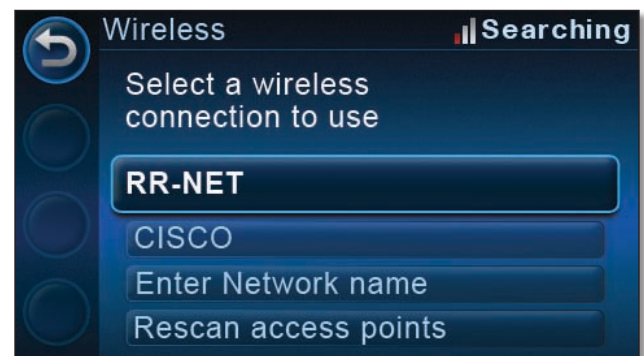 Wireless
Searching
Select a wireless
connection to use
RR-NET
CISCO
Enter Network name
Rescan access points